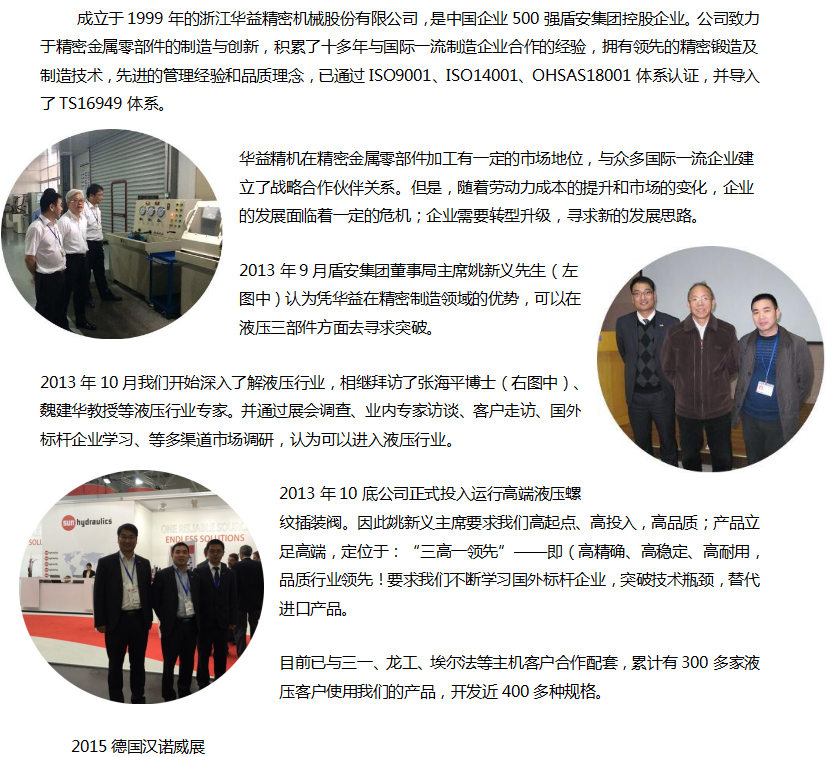 成立于 1999 年的浙江华益精密机械股份有限公司，是中国企业 500 强盾安集团控股企业。公司致力
于精密金属零部件的制造与创新，积累了十多年与国际一流制造企业合作的经验，拥有领先的精密锻造及
制造技术，先进的管理经验和品质理念，已通过 ISO9001、ISO14001、OHSAS18001 体系认证，并导入
了 TS16949 体系。
华益精机在精密金属零部件加工有一定的市场地位，与众多国际一流企业建
立了战略合作伙伴关系。但是，随着劳动力成本的提升和市场的变化，企业
的发展面临着一定的危机；企业需要转型升级，寻求新的发展思路。
2013 年 9 月盾安集团董事局主席姚新义先生（左
图中）认为凭华益在精密制造领域的优势，可以在
液压三部件方面去寻求突破。
2013 年 10 月我们开始深入了解液压行业，相继拜访了张海平博士（右图中）、
魏建华教授等液压行业专家。并通过展会调查、业内专家访谈、客户走访、国外
标杆企业学习、等多渠道市场调研，认为可以进入液压行业。
2013 年 10 底公司正式投入运行高端液压螺
纹插装阀。因此姚新义主席要求我们高起点、高投入，高品质；产品立
足高端，定位于：“三高一领先”——即（高精确、高稳定、高耐用，
品质行业领先！要求我们不断学习国外标杆企业，突破技术瓶颈，替代
进口产品。
sun hydraulics
ONE RELIABLE SOURCE
ENDLESS SOLUTIONS
目前已与三一、龙工、埃尔法等主机客户合作配套，累计有 300 多家液
压客户使用我们的产品，开发近 400 多种规格。
2015 德国汉诺威展